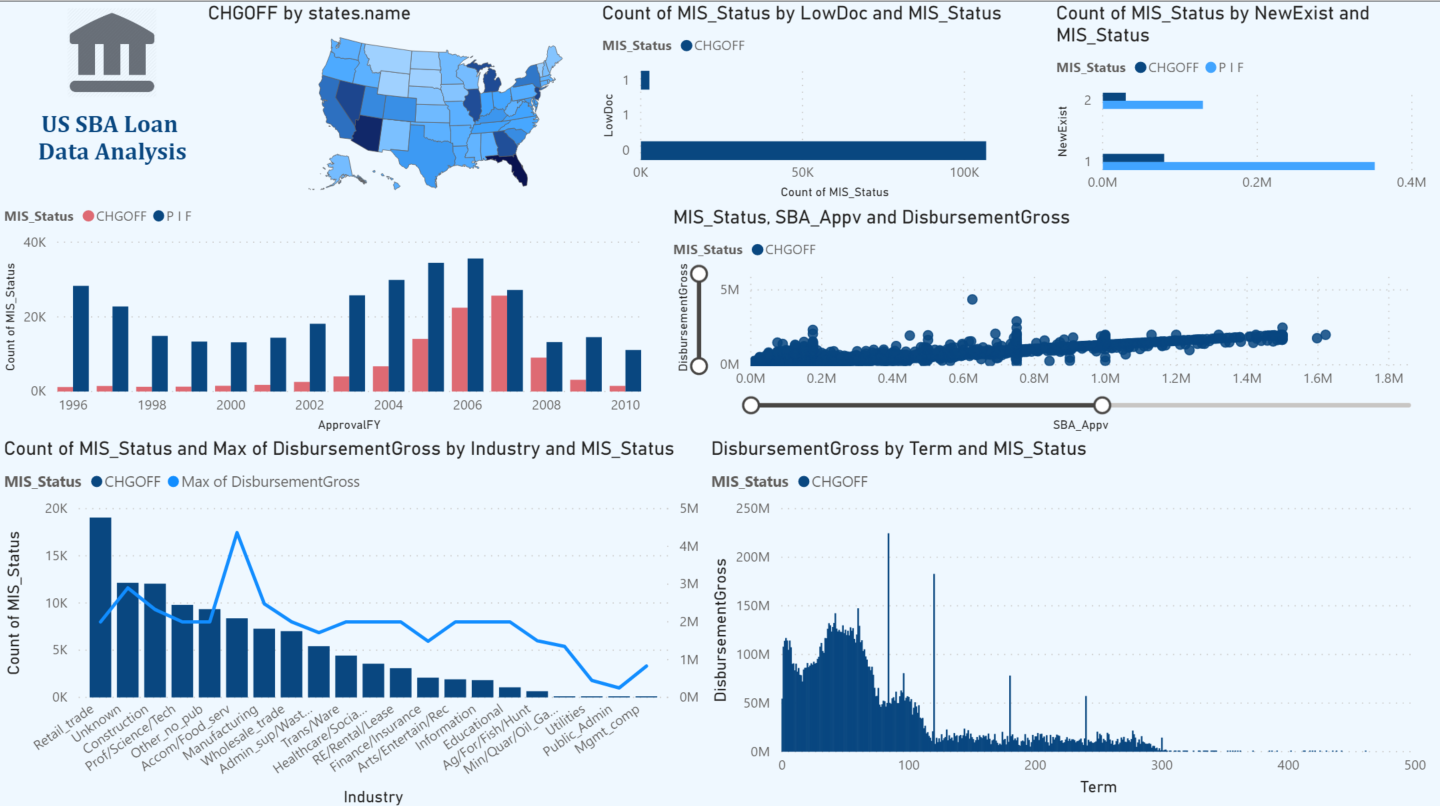 US SBA Loan
Data Analysis
CHGOFF by states.name
Count of MIS_Status by LowDoc and MIS_Status
MIS_Status CHGOFF
LowDoc
1
1
0
0K 50K 100K
Count of MIS_Status
Count of MIS_Status by NewExist and
MIS_Status
MIS_Status CHGOFF P I F
NewExist
2
1
0.0M 0.2M 0.4M
MIS_Status CHGOFF P I F
Count of MIS_Status
40K
20K
0K
1996 1998 2000 2002 2004 2006 2008 2010
ApprovalFY
MIS_Status, SBA_Appv and DisbursementGross
MIS_Status CHGOFF
DisbursementGross
5M
0M
0.0M 0.2M 0.4M 0.6M 0.8M 1.0M 1.2M 1.4M 1.6M 1.8M
SBA_Appv
Count of MIS_Status and Max of DisbursementGross by Industry and MIS_Status
MIS_Status CHGOFF Max of DisbursementGross
Count of MIS_Status
20K
15K
10K
5K
0K
5M
4M
3M
2M
1M
0M
Retail_trade
Unknown
Construction
Prof/Science/Tech
Other_no_pub
Accom/Food_serv
Manufacturing
Wholesale_trade
Admin_sup/Wast...
Trans/Ware
Healthcare/Socia...
RE/Rental/Lease
Finance/Insurance
Arts/Entertain/Rec
Information
Educational
Ag/For/Fish/Hunt
Min/Quar/Oil_Ga...
Utilities
Public_Admin
Mgmt_comp
Industry
DisbursementGross by Term and MIS_Status
MIS_Status CHGOFF
DisbursementGross
250M
200M
150M
100M
50M
0M
0 100 200 300 400 500
Term